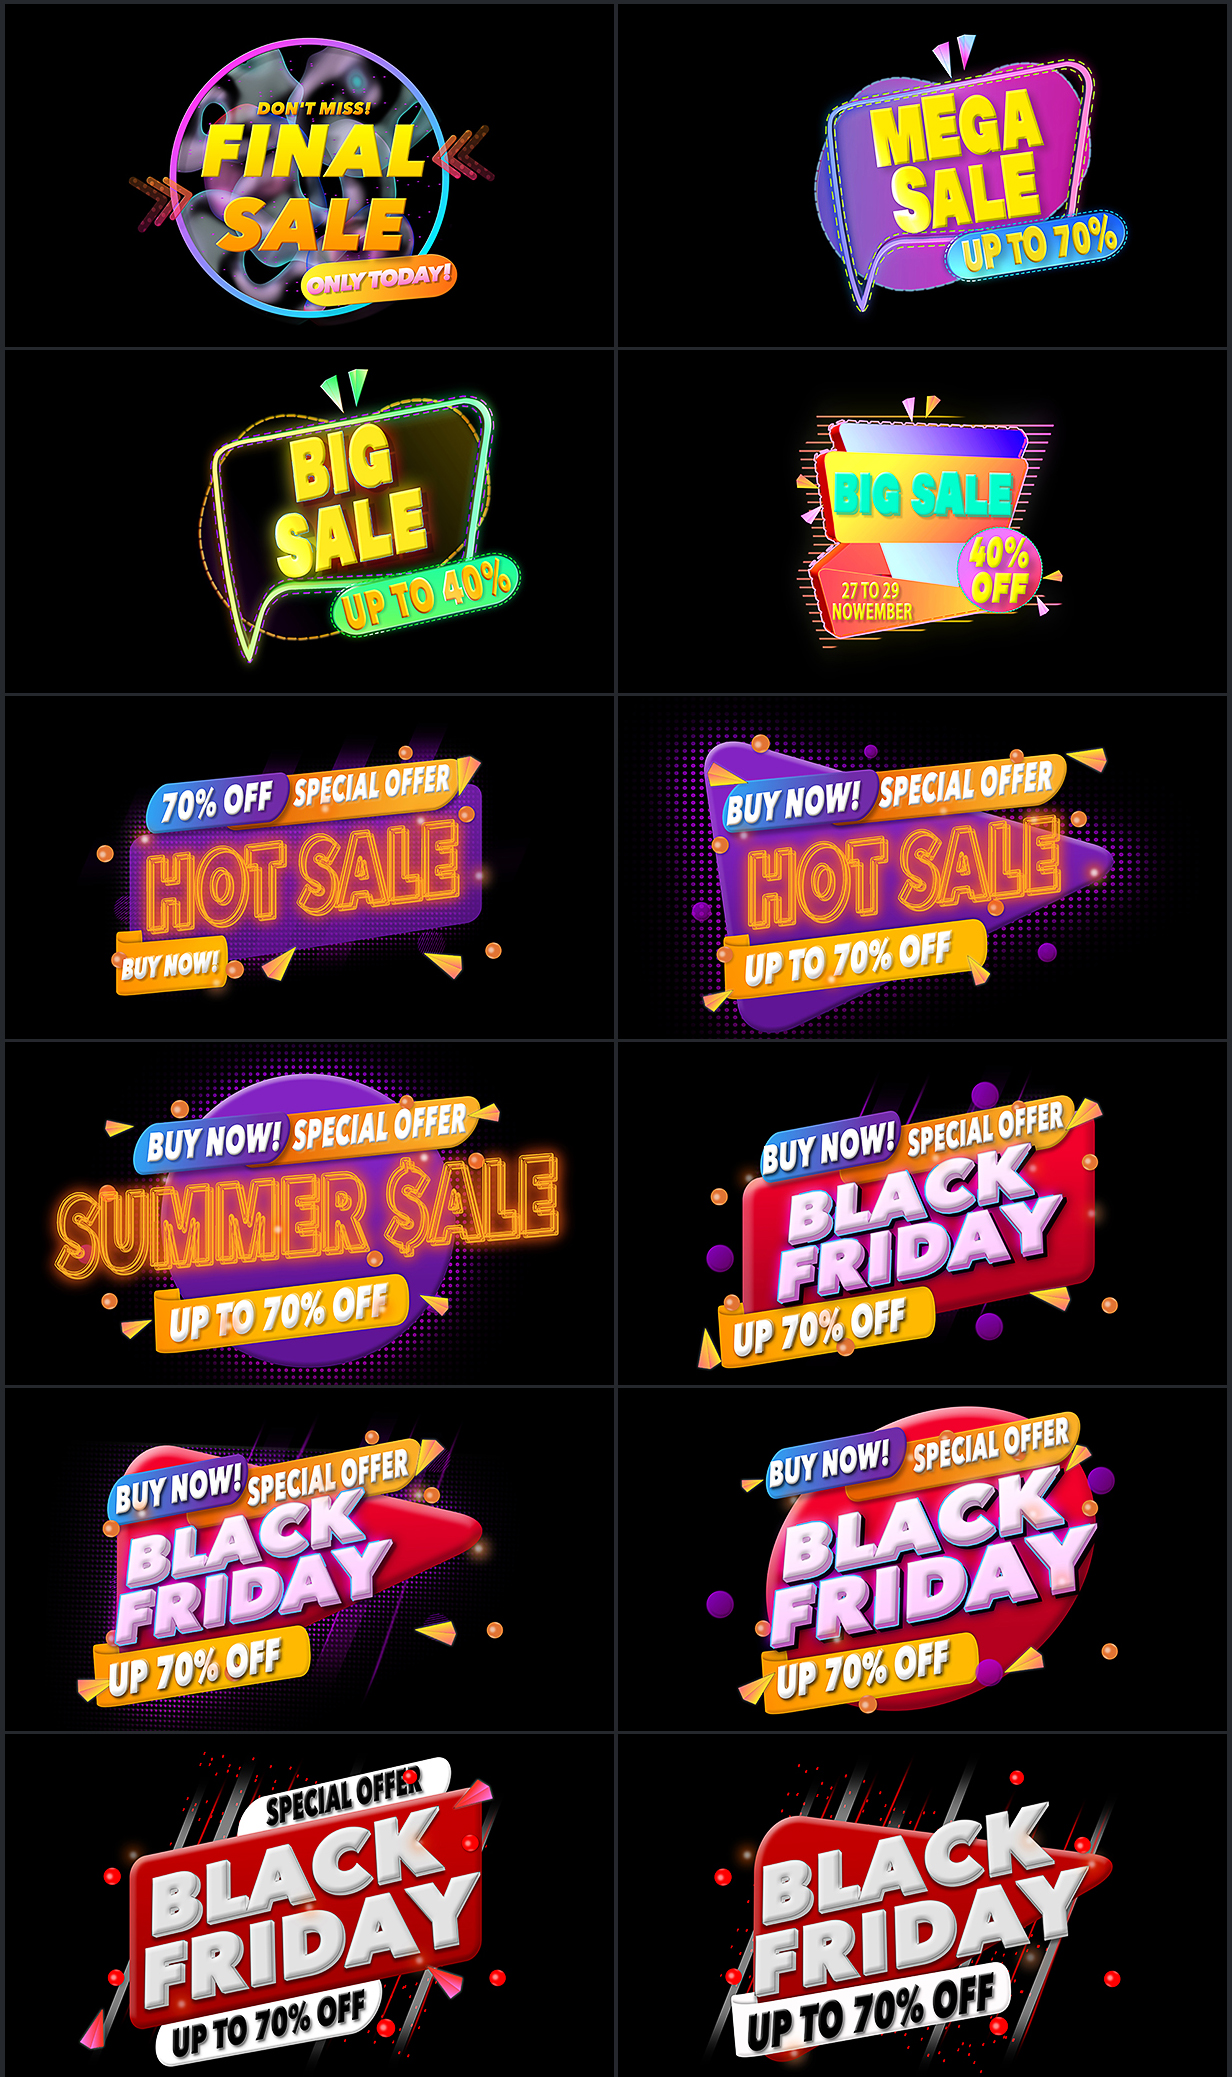 DON'T MISS!
FINAL
SALE
ONLY TODAY!
MEGA
SALE
UP TO 70%
BIG
SALE
UP TO 40%
BIG SALE
40%
OFF
27 TO 29
NOWEMBER
70% OFF
SPECIAL OFFER
HOT SALE
BUY NOW!
BUY NOW!
SPECIAL OFFER
HOT SALE
UP TO 70% OFF
BUY NOW!
SPECIAL OFFER
SUMMER $ALE
UP TO 70% OFF
BUY NOW!
SPECIAL OFFER
BLACK
FRIDAY
UP 70% OFF
BUY NOW!
SPECIAL OFFER
BLACK
FRIDAY
UP 70% OFF
BUY NOW!
SPECIAL OFFER
BLACK
FRIDAY
UP 70% OFF
SPECIAL OFFER
BLACK
FRIDAY
UP TO 70% OFF
BLACK
FRIDAY
UP TO 70% OFF